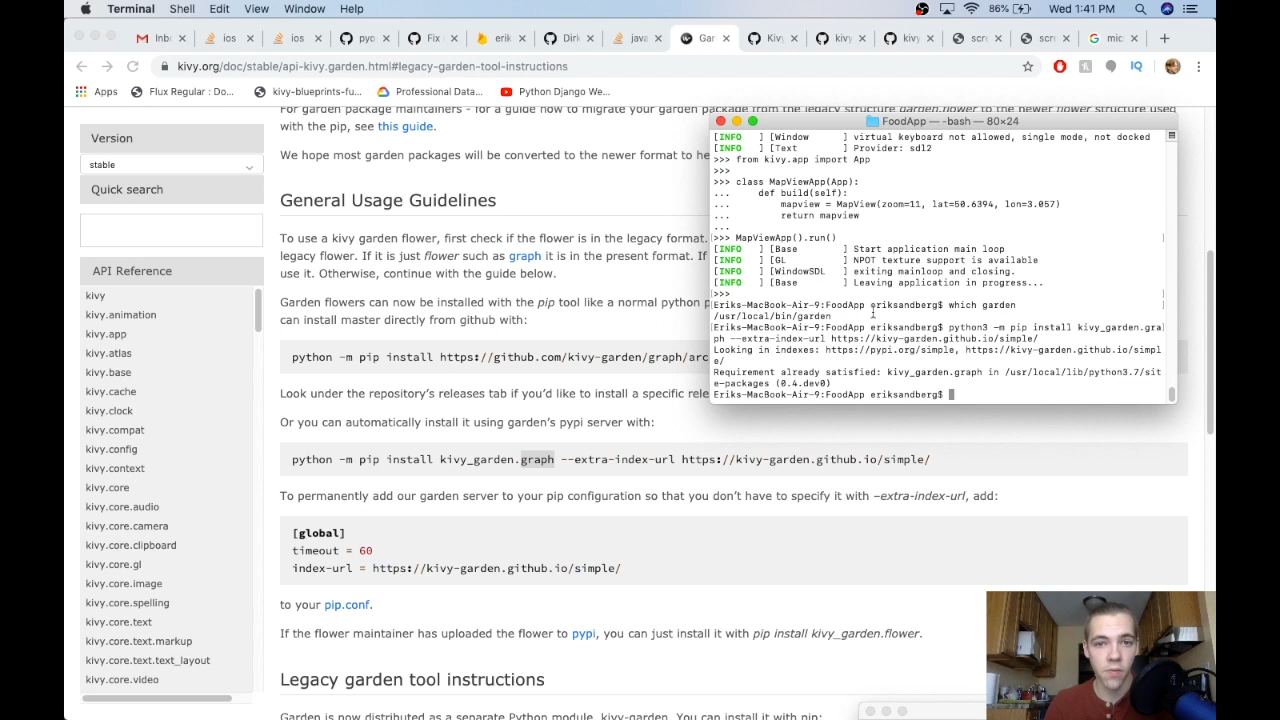 Terminal Shell Edit View Window Help 86% Wed 1:41 PM
Inb ios ios pyo Fix erik Dirk java Gar Kivy kivy kivy scre scre mic
kivy.org/doc/stable/api-kivy.garden.html#legacy-garden-tool-instructions
Apps Flux Regular : Do... kivy-blueprints-fu... Professional Data... Python Django We...
For garden package maintainers - for a guide how to migrate your garden package from the legacy structure garden.flower to the newer flower structure used
with the pip, see this guide.
We hope most garden packages will be converted to the newer format to he
General Usage Guidelines
To use a kivy garden flower, first check if the flower is in the legacy format.
legacy flower. If it is just flower such as graph it is in the present format. If
use it. Otherwise, continue with the guide below.
Garden flowers can now be installed with the pip tool like a normal python p
can install master directly from github with:
python -m pip install https://github.com/kivy-garden/graph/arc
Look under the repository's releases tab if you'd like to install a specific rele
Or you can automatically install it using garden's pypi server with:
python -m pip install kivy_garden.graph --extra-index-url https://kivy-garden.github.io/simple/
To permanently add our garden server to your pip configuration so that you don't have to specify it with –extra-index-url, add:
[global]
timeout = 60
index-url = https://kivy-garden.github.io/simple/
to your pip.conf.
If the flower maintainer has uploaded the flower to pypi, you can just install it with pip install kivy_garden.flower.
Legacy garden tool instructions
Garden is now distributed as a separate Python module, kivy-garden. You can install it with pip:
Version
stable
Quick search
API Reference
kivy
kivy.animation
kivy.app
kivy.atlas
kivy.base
kivy.cache
kivy.clock
kivy.compat
kivy.config
kivy.context
kivy.core
kivy.core.audio
kivy.core.camera
kivy.core.clipboard
kivy.core.gl
kivy.core.image
kivy.core.spelling
kivy.core.text
kivy.core.text.markup
kivy.core.text.text_layout
kivy.core.video
FoodApp — -bash — 80×24
[INFO ] [Window ] virtual keyboard not allowed, single mode, not docked
[INFO ] [Text ] Provider: sdl2
>>> from kivy.app import App
>>>
>>> class MapViewApp(App):
... def build(self):
... mapview = MapView(zoom=11, lat=50.6394, lon=3.057)
... return mapview
...
>>> MapViewApp().run()
[INFO ] [Base ] Start application main loop
[INFO ] [GL ] NPOT texture support is available
[INFO ] [WindowSDL ] exiting mainloop and closing.
[INFO ] [Base ] Leaving application in progress...
>>>
Eriks-MacBook-Air-9:FoodApp eriksandberg$ which garden
/usr/local/bin/garden
Eriks-MacBook-Air-9:FoodApp eriksandberg$ python3 -m pip install kivy_garden.gra
ph --extra-index-url https://kivy-garden.github.io/simple/
Looking in indexes: https://pypi.org/simple, https://kivy-garden.github.io/simpl
e/
Requirement already satisfied: kivy_garden.graph in /usr/local/lib/python3.7/sit
e-packages (0.4.dev0)
Eriks-MacBook-Air-9:FoodApp eriksandberg$